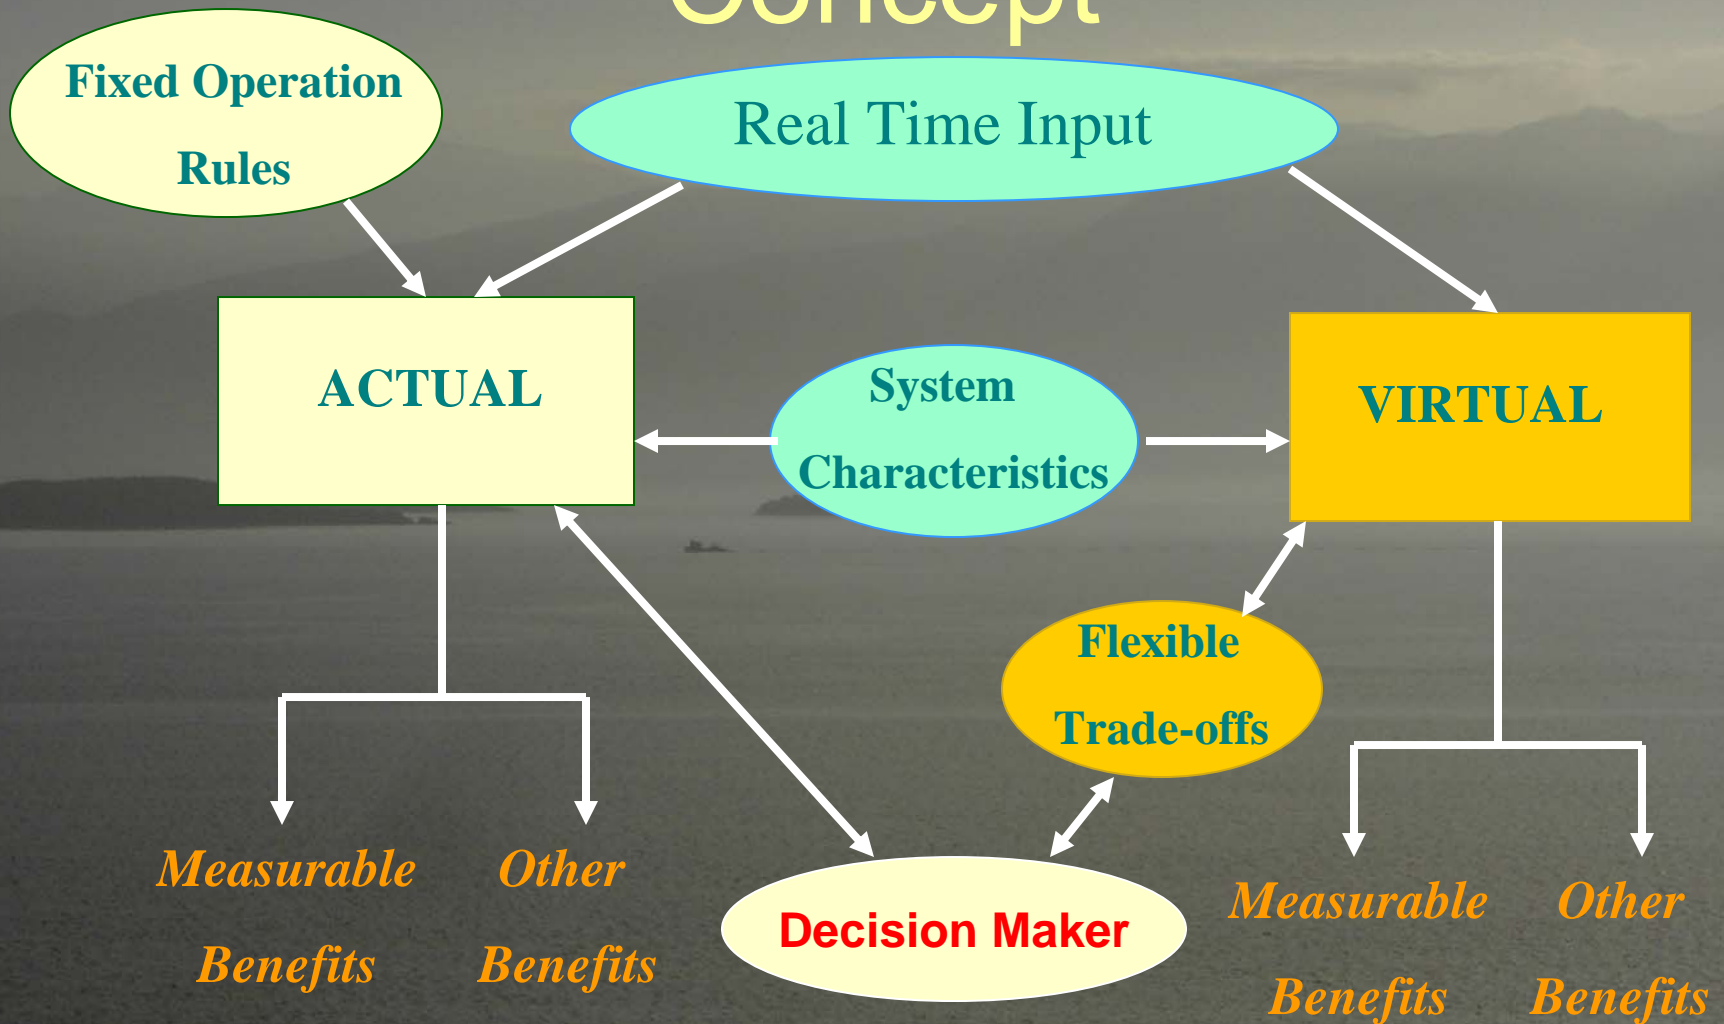 Concept
Fixed Operation
Rules
Real Time Input
ACTUAL
System
Characteristics
VIRTUAL
Flexible
Trade-offs
Measurable
Benefits
Other
Benefits
Decision Maker
Measurable
Benefits
Other
Benefits